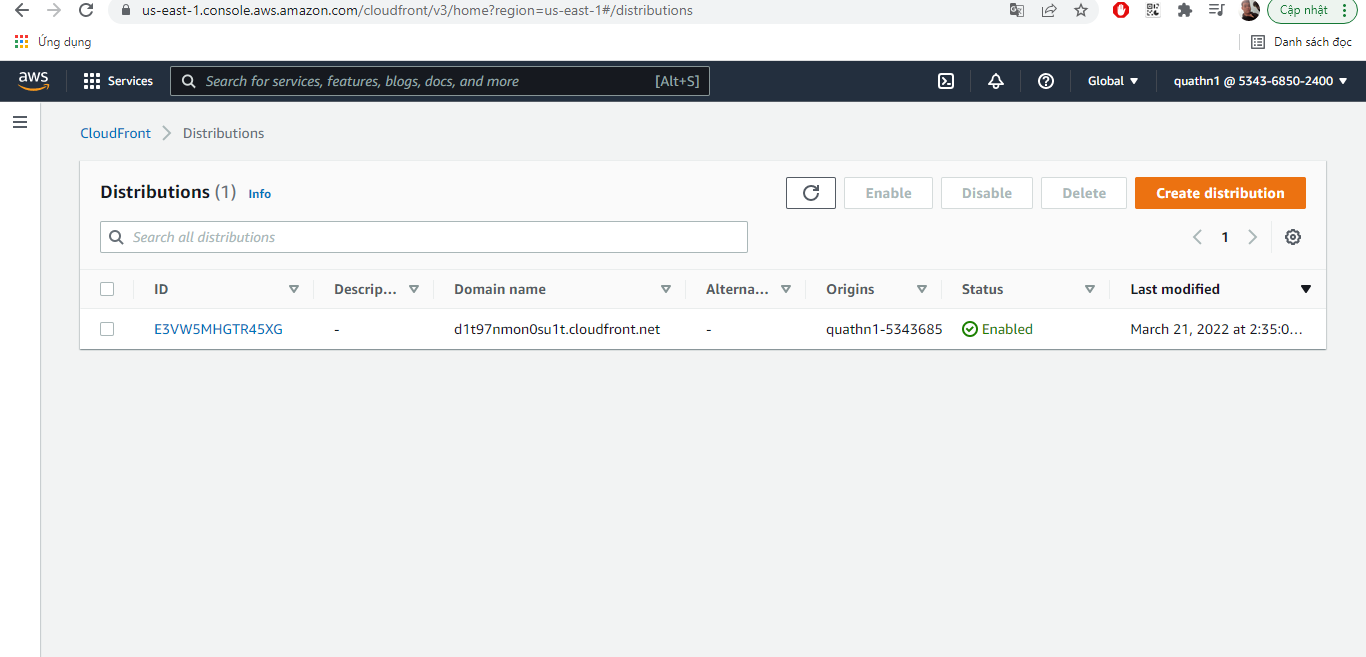 us-east-1.console.aws.amazon.com/cloudfront/v3/home?region=us-east-1#/distributions
Cập nhật
Ứng dụng
Danh sách đọc
aws
Services
Search for services, features, blogs, docs, and more [Alt+S]
Global
quathn1 @ 5343-6850-2400
CloudFront
Distributions
Distributions (1) Info
Enable
Disable
Delete
Create distribution
Search all distributions
1
ID Descrip... Domain name Alterna... Origins Status Last modified
E3VW5MHGTR45XG - d1t97nmon0su1t.cloudfront.net - quathn1-5343685 Enabled March 21, 2022 at 2:35:0...